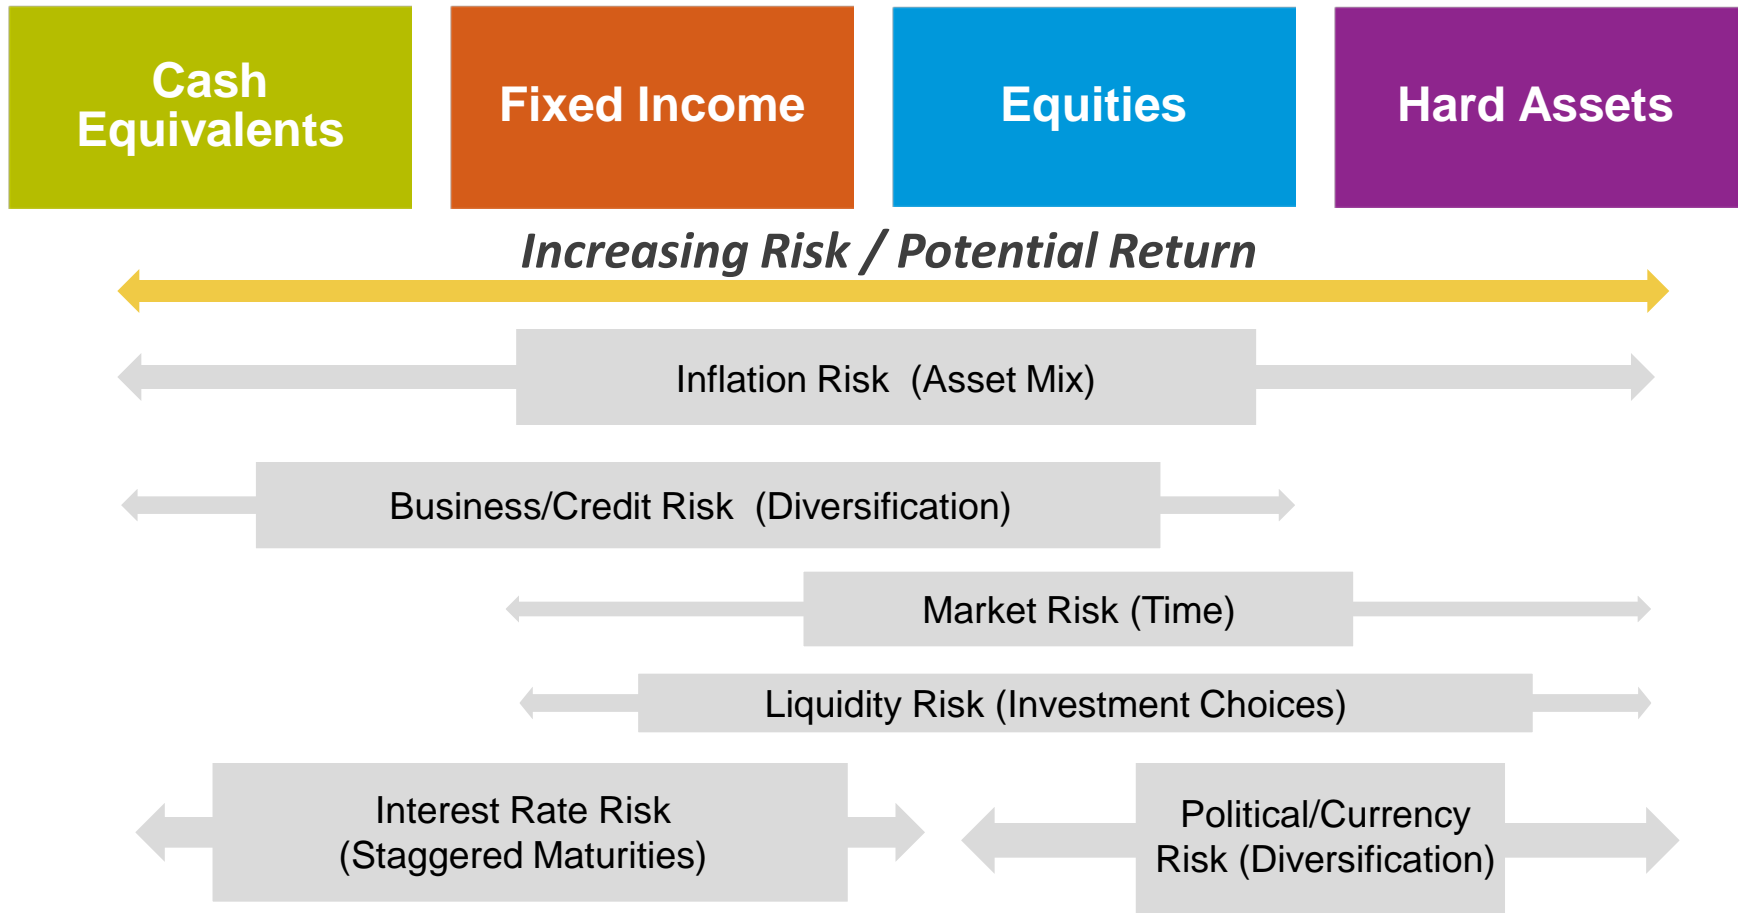 Cash
Equivalents
Fixed Income
Equities
Hard Assets
Increasing Risk / Potential Return
Inflation Risk  (Asset Mix)
Business/Credit Risk  (Diversification)
Market Risk (Time)
Liquidity Risk (Investment Choices)
Interest Rate Risk
(Staggered Maturities)
Political/Currency
Risk (Diversification)